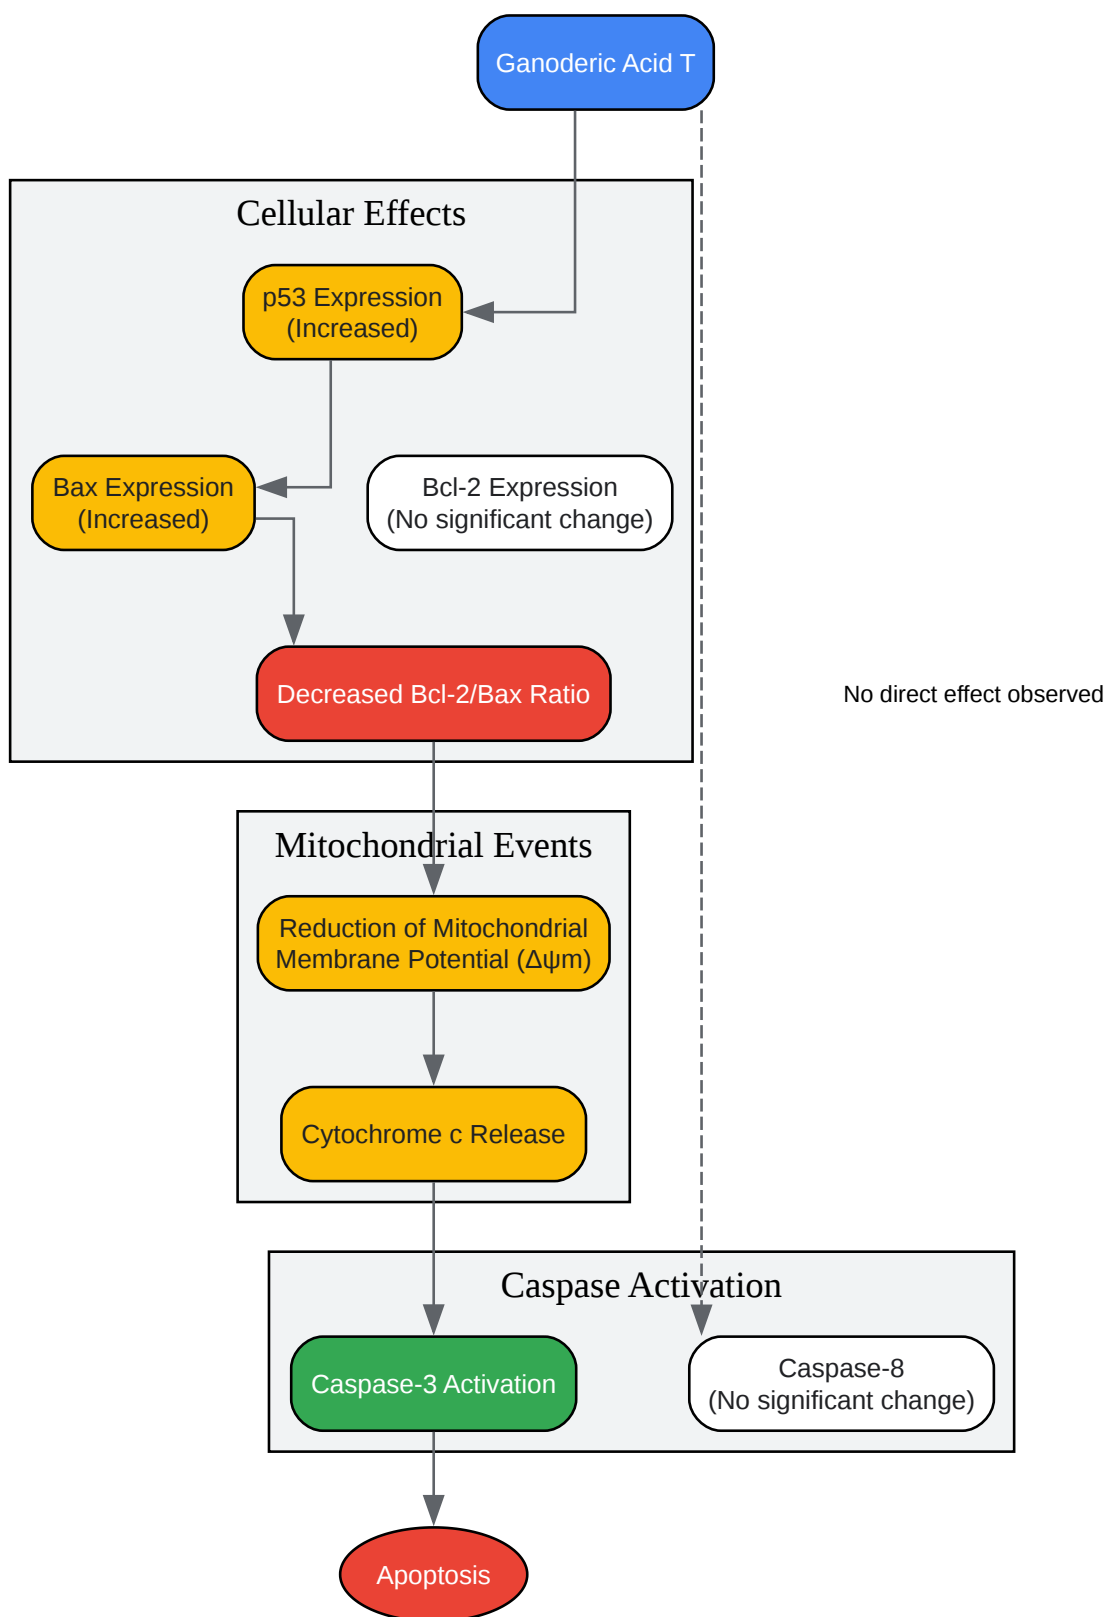 Ganoderic Acid T
Cellular Effects
p53 Expression
(Increased)
Bax Expression
(Increased)
Bcl-2 Expression
(No significant change)
Decreased Bcl-2/Bax Ratio
No direct effect observed
Mitochondrial Events
Reduction of Mitochondrial
Membrane Potential (Δψm)
Cytochrome c Release
Caspase Activation
Caspase-3 Activation
Caspase-8
(No significant change)
Apoptosis